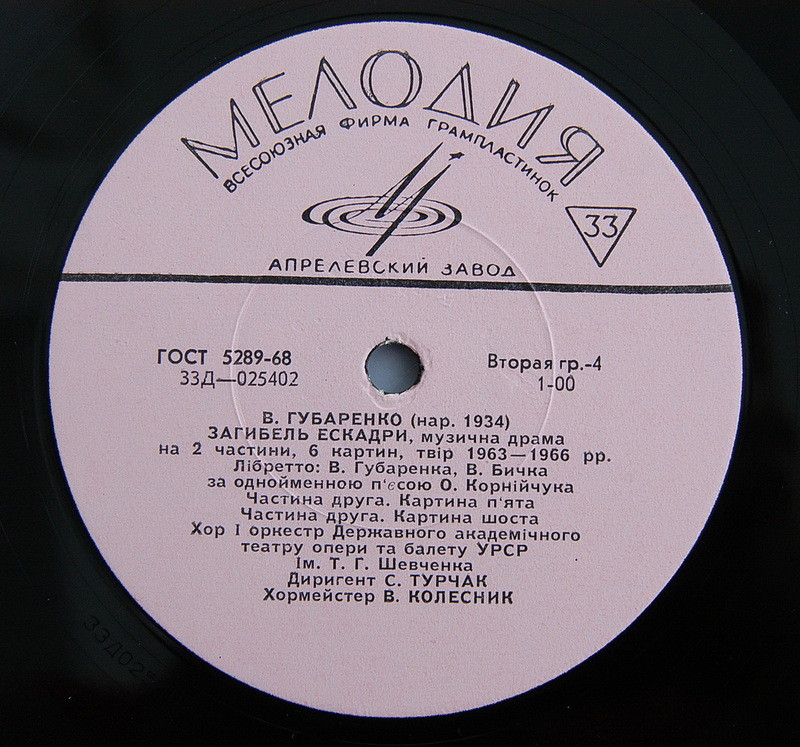 МЕЛОДИЯ
ВСЕСОЮЗНАЯ ФИРМА ГРАМПЛАСТИНОК
33
АПРЕЛЕВСКИЙ ЗАВОД
ГОСТ 5289-68
33Д—025402
Вторая гр.-4
1-00
В. ГУБАРЕНКО (нар. 1934)
ЗАГИБЕЛЬ ЕСКАДРИ, музична драма
на 2 частини, 6 картин, твір 1963—1966 рр.
Лібретто: В. Губаренка, В. Бичка
за однойменною п'єсою О. Корнійчука
Частина друга. Картина п'ята
Частина друга. Картина шоста
Хор І оркестр Державного академічного
театру опери та балету УРСР
Ім. Т. Г. Шевченка
Диригент С. ТУРЧАК
Хормейстер В. КОЛЕСНИК